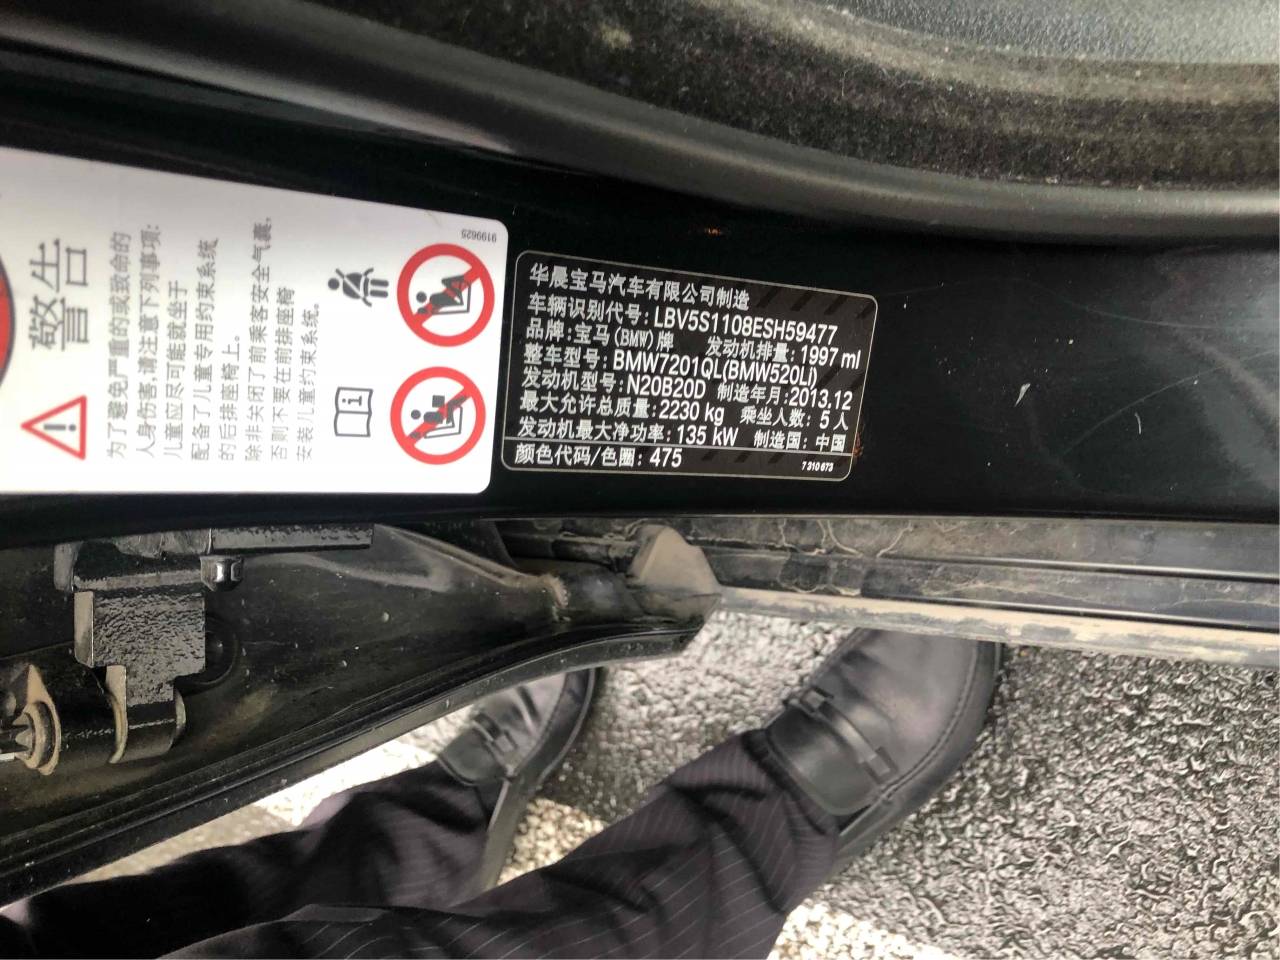 警告
为了避免严重的或致命的
人身伤害,请注意下列事项:
儿童应尽可能就坐于
配备了儿童专用约束系统
的后排座椅上。
除非关闭了前乘客安全气囊,
否则不要在前排座椅
安装儿童约束系统。
9199625
华晨宝马汽车有限公司制造
车辆识别代号: LBV5S1108ESH59477
品牌: 宝马(BMW)牌 发动机排量: 1997 ml
整车型号: BMW7201QL(BMW520Li)
发动机型号: N20B20D 制造年月: 2013.12
最大允许总质量: 2230 kg 乘坐人数: 5 人
发动机最大净功率: 135 kW 制造国: 中国
颜色代码/色圈: 475 7 310 673